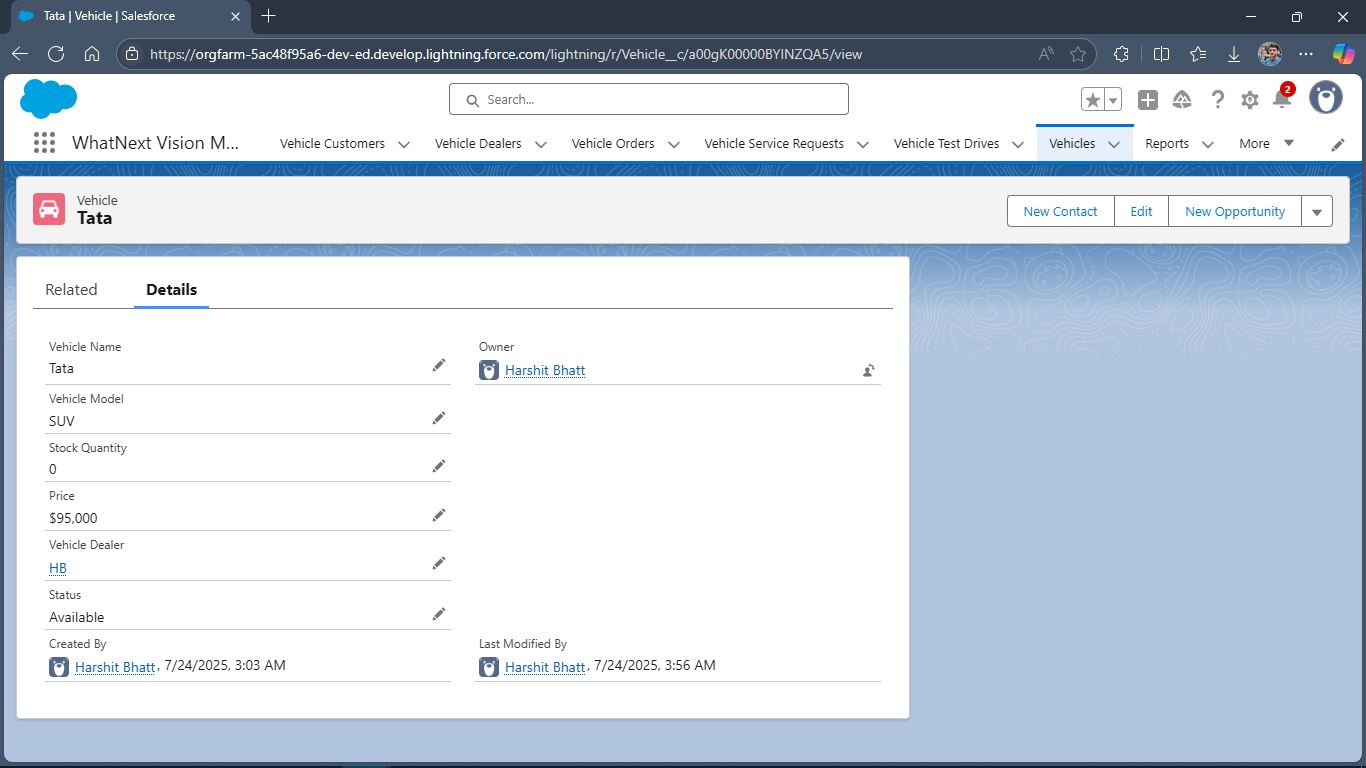 Tata | Vehicle | Salesforce
https://orgfarm-5ac48f95a6-dev-ed.develop.lightning.force.com/lightning/r/Vehicle__c/a00gK00000BYINZQA5/view
Search...
2
WhatNext Vision M... Vehicle Customers Vehicle Dealers Vehicle Orders Vehicle Service Requests Vehicle Test Drives Vehicles Reports More
Vehicle
Tata
New Contact Edit New Opportunity
Related Details
Vehicle Name Owner
Tata Harshit Bhatt
Vehicle Model
SUV
Stock Quantity
0
Price
$95,000
Vehicle Dealer
HB
Status
Available
Created By Last Modified By
Harshit Bhatt, 7/24/2025, 3:03 AM Harshit Bhatt, 7/24/2025, 3:56 AM